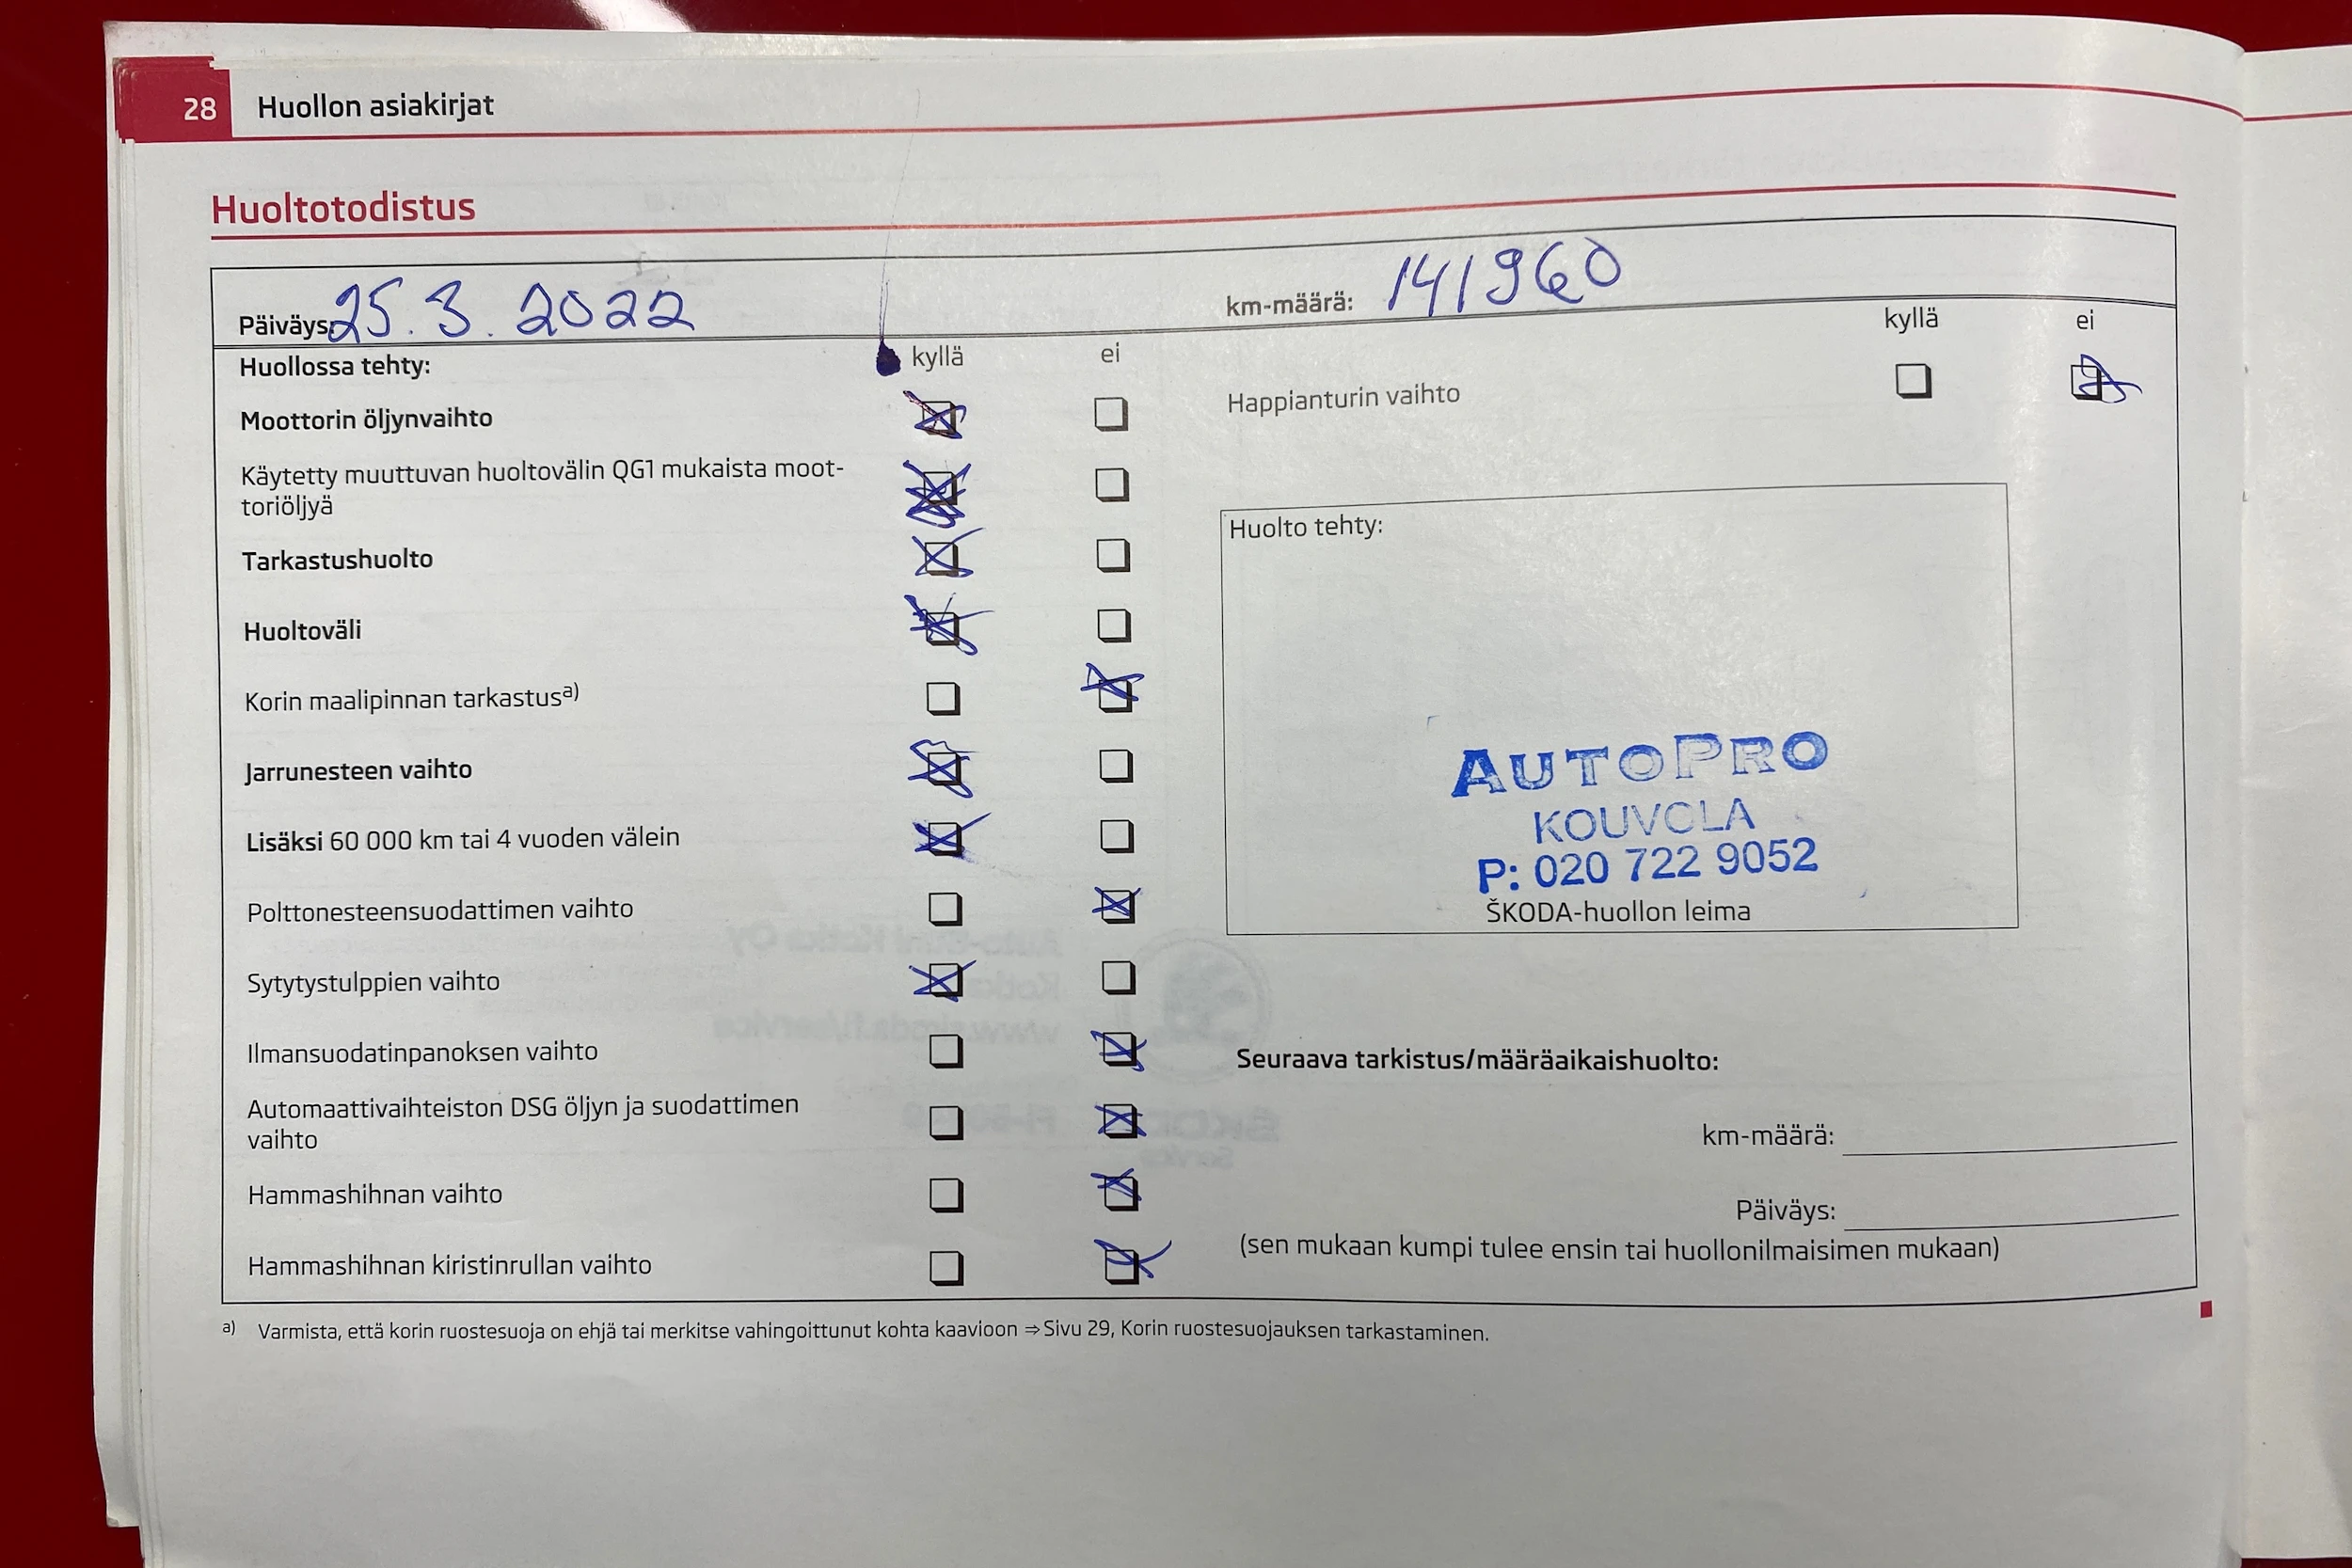 28 Huollon asiakirjat
Huoltotodistus
Päiväys: 25.3.2022
km-määrä: 141960
Huollossa tehty: kyllä ei
Moottorin öljynvaihto
Käytetty muuttuvan huoltovälin QG1 mukaista moot-
toriöljyä
Tarkastushuolto
Huoltoväli
Korin maalipinnan tarkastusa)
Jarrunesteen vaihto
Lisäksi 60 000 km tai 4 vuoden välein
Polttonesteensuodattimen vaihto
Sytytystulppien vaihto
Ilmansuodatinpanoksen vaihto
Automaattivaihteiston DSG öljyn ja suodattimen
vaihto
Hammashihnan vaihto
Hammashihnan kiristinrullan vaihto
kyllä ei
Happianturin vaihto
Huolto tehty:
AUTOPRO
KOUVOLA
P: 020 722 9052
ŠKODA-huollon leima
Seuraava tarkistus/määräaikaishuolto:
km-määrä:
Päiväys:
(sen mukaan kumpi tulee ensin tai huollonilmaisimen mukaan)
a) Varmista, että korin ruostesuoja on ehjä tai merkitse vahingoittunut kohta kaavioon ⇒ Sivu 29, Korin ruostesuojauksen tarkastaminen.